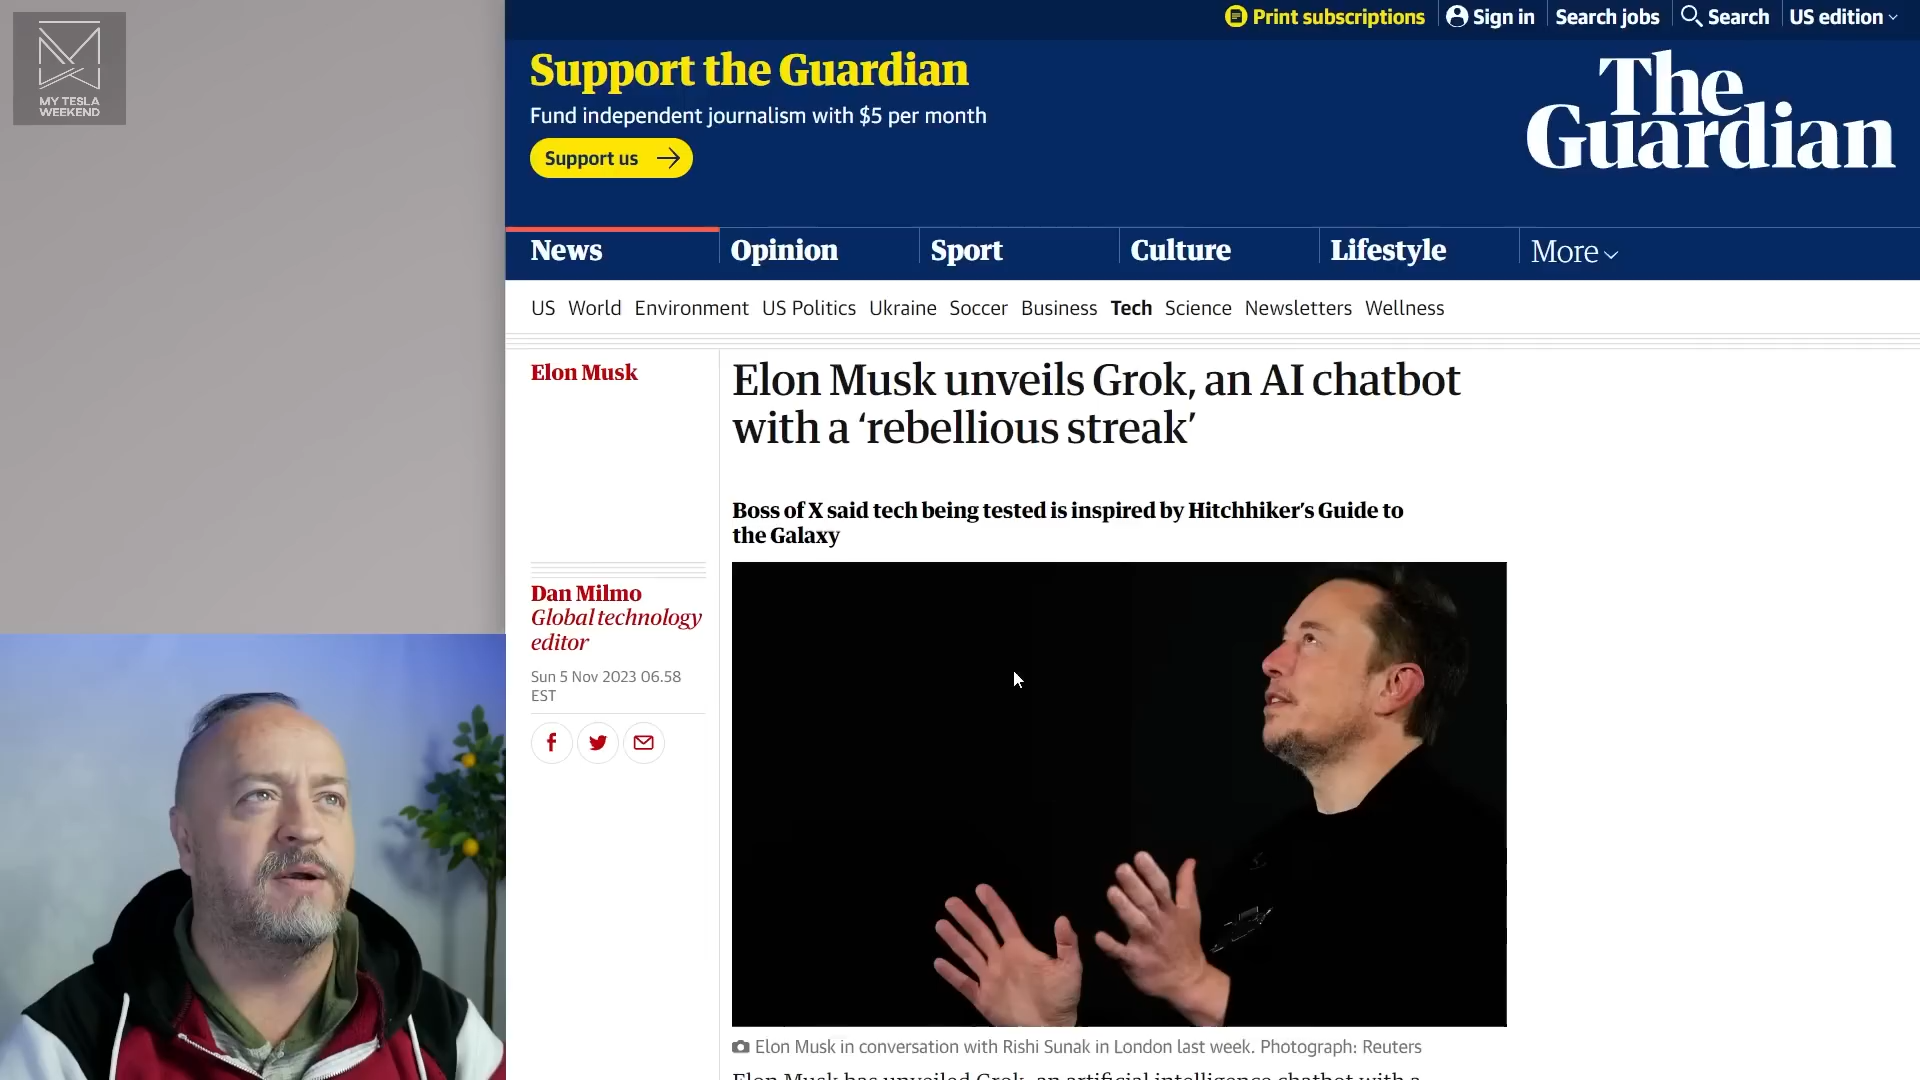 MY TESLA
WEEKEND
Print subscriptions
Sign in
Search jobs
Search
US edition
Support the Guardian
Fund independent journalism with $5 per month
Support us
The
Guardian
News
Opinion
Sport
Culture
Lifestyle
More
US World Environment US Politics Ukraine Soccer Business Tech Science Newsletters Wellness
Elon Musk
Elon Musk unveils Grok, an AI chatbot
with a ‘rebellious streak’
Boss of X said tech being tested is inspired by Hitchhiker’s Guide to
the Galaxy
Dan Milmo
Global technology
editor
Sun 5 Nov 2023 06.58
EST
Elon Musk in conversation with Rishi Sunak in London last week. Photograph: Reuters
Elon Musk has unveiled Grok, an artificial intelligence chatbot with a